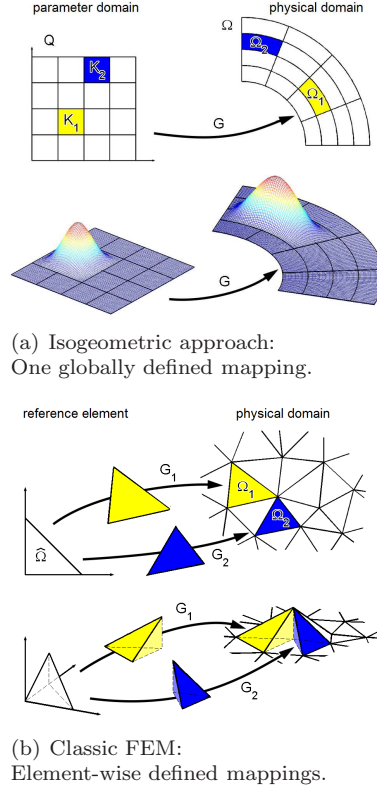 parameter domain
physical domain
Q
Ω
K2
Ω2
K1
Ω1
G
G
(a) Isogeometric approach:
One globally defined mapping.
reference element
physical domain
G1
Ω1
Ω2
Ω̂
G2
G1
G2
(b) Classic FEM:
Element-wise defined mappings.